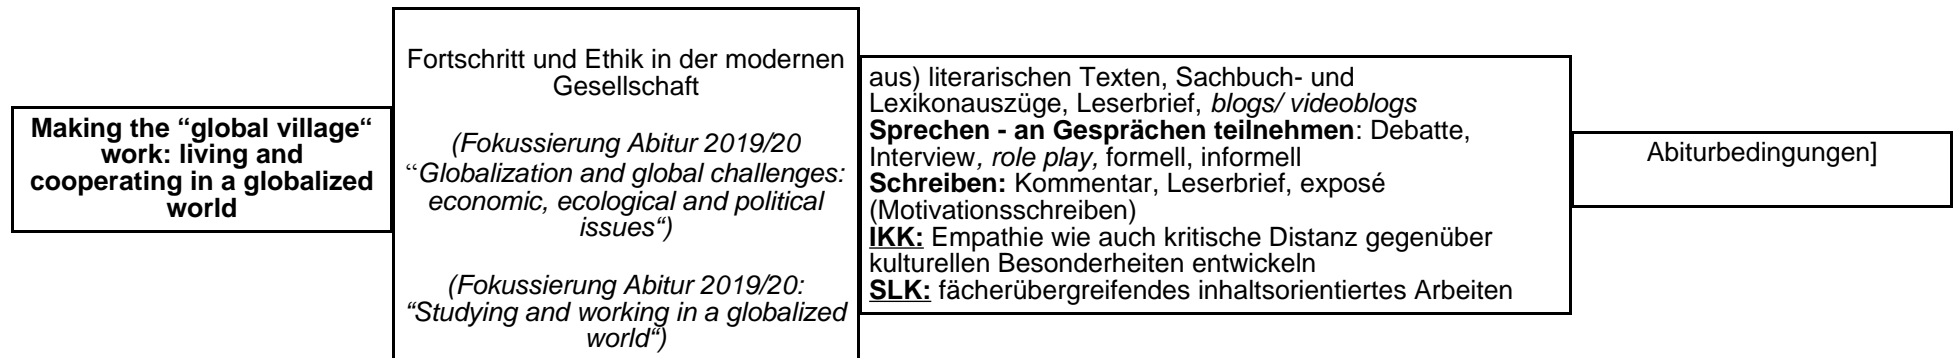 Making the “global village“
work: living and
cooperating in a globalized
world
Fortschritt und Ethik in der modernen
Gesellschaft
(Fokussierung Abitur 2019/20
“Globalization and global challenges:
economic, ecological and political
issues“)
(Fokussierung Abitur 2019/20:
“Studying and working in a globalized
world“)
aus) literarischen Texten, Sachbuch- und
Lexikonauszüge, Leserbrief, blogs/ videoblogs
Sprechen - an Gesprächen teilnehmen: Debatte,
Interview, role play, formell, informell
Schreiben: Kommentar, Leserbrief, exposé
(Motivationsschreiben)
IKK: Empathie wie auch kritische Distanz gegenüber
kulturellen Besonderheiten entwickeln
SLK: fächerübergreifendes inhaltsorientiertes Arbeiten
Abiturbedingungen]